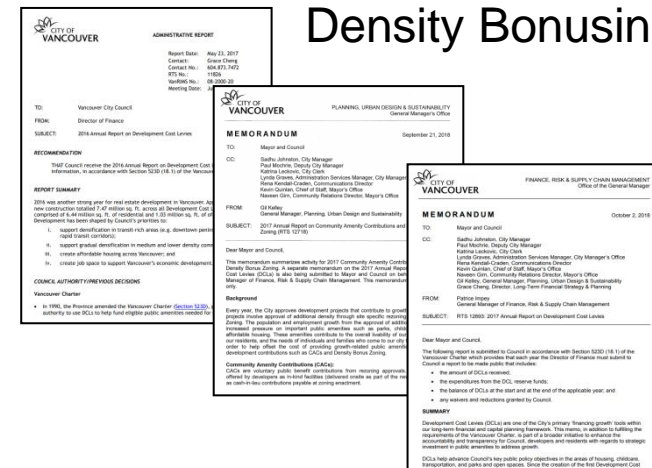 Density Bonusin
CITY OF
VANCOUVER
ADMINISTRATIVE REPORT
Report Date: May 23, 2017
Contact: Grace Cheng
Contact No.: 604.873.7472
RTS No.: 11826
VanRIMS No.: 08-2000-20
Meeting Date:
TO: Vancouver City Council
FROM: Director of Finance
SUBJECT: 2016 Annual Report on Development Cost Levies
RECOMMENDATION
THAT Council receive the 2016 Annual Report on Development Cost
information, in accordance with Section 523D (18.1) of the Vancouver
REPORT SUMMARY
2016 was another strong year for real estate development in Vancouver.
new construction totalled 7.47 million sq. ft. across all Development Cost
comprised of 6.44 million sq. ft. of residential and 1.03 million sq. ft. of
Development has been shaped by Council's priorities to:
i. support densification in transit-rich areas (e.g. downtown
rapid transit corridors);
ii. support gradual densification in medium and lower density
iii. create affordable housing across Vancouver; and
iv. create job space to support Vancouver's economic development
COUNCIL AUTHORITY/PREVIOUS DECISIONS
Vancouver Charter
• In 1990, the Province amended the Vancouver Charter (Section 523D),
authority to use DCLs to help fund eligible public amenities needed for
CITY OF
VANCOUVER
PLANNING, URBAN DESIGN & SUSTAINABILITY
General Manager's Office
MEMORANDUM
September 21, 2018
TO: Mayor and Council
CC: Sadhu Johnston, City Manager
Paul Mochrie, Deputy City Manager
Katrina Leckovic, City Clerk
Lynda Graves, Administration Services Manager, City Manager
Rena Kendall-Craden, Communications Director
Kevin Quinlan, Chief of Staff, Mayor's Office
Naveen Girn, Community Relations Director, Mayor's Office
FROM: Gil Kelley
General Manager, Planning, Urban Design and Sustainability
SUBJECT: 2017 Annual Report on Community Amenity Contributions and
Zoning (RTS 12718)
Dear Mayor and Council,
This memorandum summarizes activity for 2017 Community Amenity
Density Bonus Zoning. A separate memorandum on the 2017 Annual
Cost Levies (DCLs) is also being submitted to Mayor and Council on
Manager of Finance, Risk & Supply Chain Management. This memorandum
only.
Background
Every year, the City approves development projects that contribute to
projects involve approval of additional density through site specific
Zoning. The population and employment growth from the approval of
increased pressure on important public amenities such as parks,
affordable housing. These amenities contribute to the overall livability of
our residents, and the needs of individuals and families who come to our city
order to help offset the cost of providing growth-related public
development contributions such as CACs and Density Bonus Zoning.
Community Amenity Contributions (CACs):
CACs are voluntary public benefit contributions from rezoning approvals.
offered by developers as in-kind facilities (delivered onsite as part of the
as cash-in-lieu contributions payable at zoning enactment.
CITY OF
VANCOUVER
FINANCE, RISK & SUPPLY CHAIN MANAGEMENT
Office of the General Manager
MEMORANDUM
October 2, 2018
TO: Mayor and Council
CC: Sadhu Johnston, City Manager
Paul Mochrie, Deputy City Manager
Katrina Leckovic, City Clerk
Lynda Graves, Administration Services Manager, City Manager's Office
Rena Kendall-Craden, Communications Director
Kevin Quinlan, Chief of Staff, Mayor's Office
Naveen Girn, Community Relations Director, Mayor's Office
Gil Kelley, General Manager, Planning, Urban Design & Sustainability
Grace Cheng, Director, Long-Term Financial Strategy & Planning
FROM: Patrice Impey
General Manager of Finance, Risk & Supply Chain Management
SUBJECT: RTS 12693: 2017 Annual Report on Development Cost Levies
Dear Mayor and Council,
The following report is submitted to Council in accordance with Section 523D (18.1) of the
Vancouver Charter which provides that each year the Director of Finance must submit to
Council a report to be made public that includes:
• the amount of DCLs received;
• the expenditures from the DCL reserve funds;
• the balance of DCLs at the start and at the end of the applicable year; and
• any waivers and reductions granted by Council.
SUMMARY
Development Cost Levies (DCLs) are one of the City's primary 'financing growth' tools within
our long-term financial and capital planning framework. This memo, in addition to fulfilling the
requirements of the Vancouver Charter, is part of a broader initiative to enhance the
accountability and transparency for Council, developers and residents with regards to strategic
investment in public amenities to address growth.
DCLs help advance Council's key public policy objectives in the areas of housing, childcare,
transportation, and parks and open spaces. Since the creation of the first Development Cost